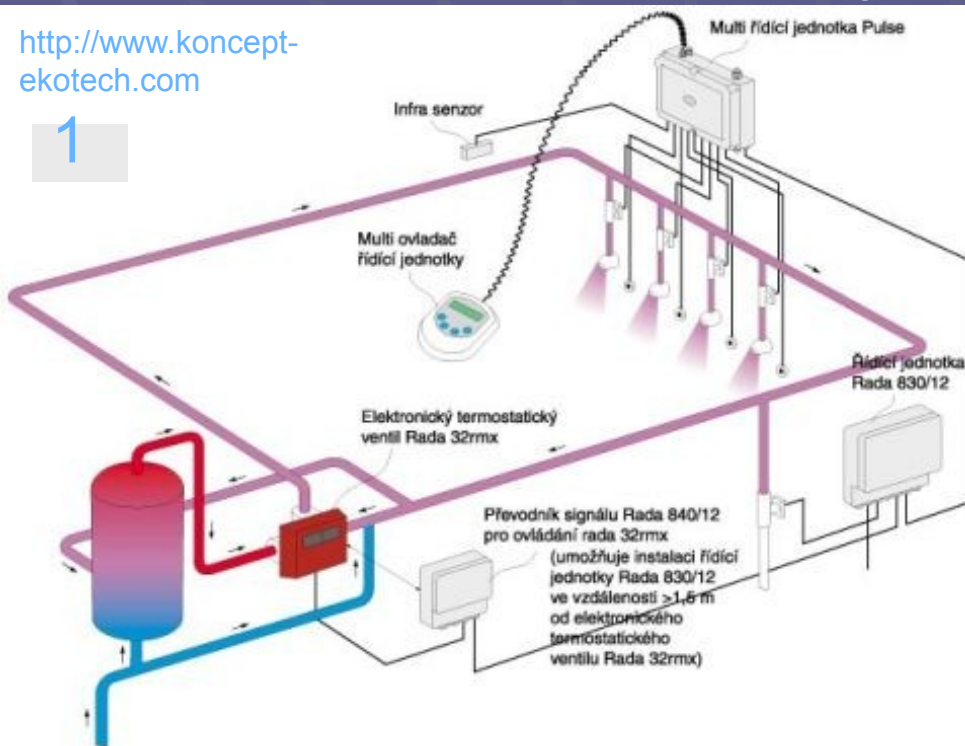 http://www.koncept-
ekotech.com
1
Multi řídící jednotka Pulse
Infra senzor
Multi ovladač
řídící jednotky
Řídící jednotka
Rada 830/12
Elektronický termostatický
ventil Rada 32rmx
Převodník signálu Rada 840/12
pro ovládání rada 32rmx
(umožňuje instalaci řídící
jednotky Rada 830/12
ve vzdálenosti >1,5 m
od elektronického
termostatického
ventilu Rada 32rmx)